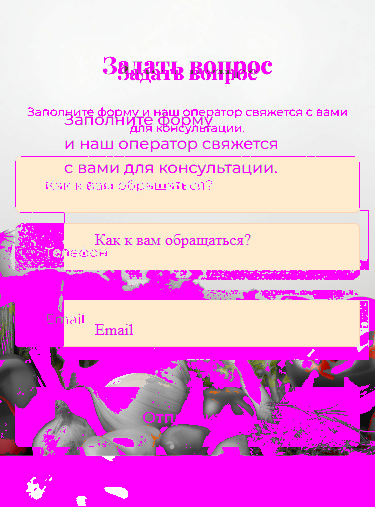 Задать вопрос
Задать вопрос
Заполните форму и наш оператор свяжется с вами
для консультации.
Заполните форму
и наш оператор свяжется
с вами для консультации.
Как к вам обращаться?
Как к вам обращаться?
Телефон
Email
Email